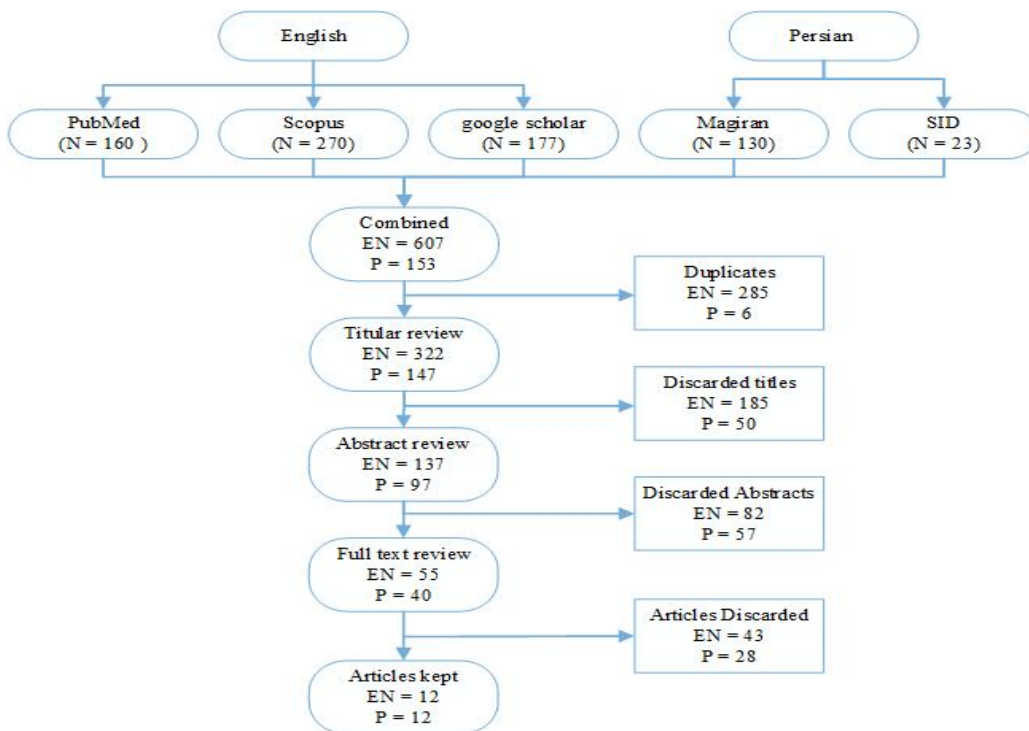 English
Persian
PubMed
(N = 160 )
Scopus
(N = 270)
google scholar
(N = 177)
Magiran
(N = 130)
SID
(N = 23)
Combined
EN = 607
P = 153
Duplicates
EN = 285
P = 6
Titular review
EN = 322
P = 147
Discarded titles
EN = 185
P = 50
Abstract review
EN = 137
P = 97
Discarded Abstracts
EN = 82
P = 57
Full text review
EN = 55
P = 40
Articles Discarded
EN = 43
P = 28
Articles kept
EN = 12
P = 12